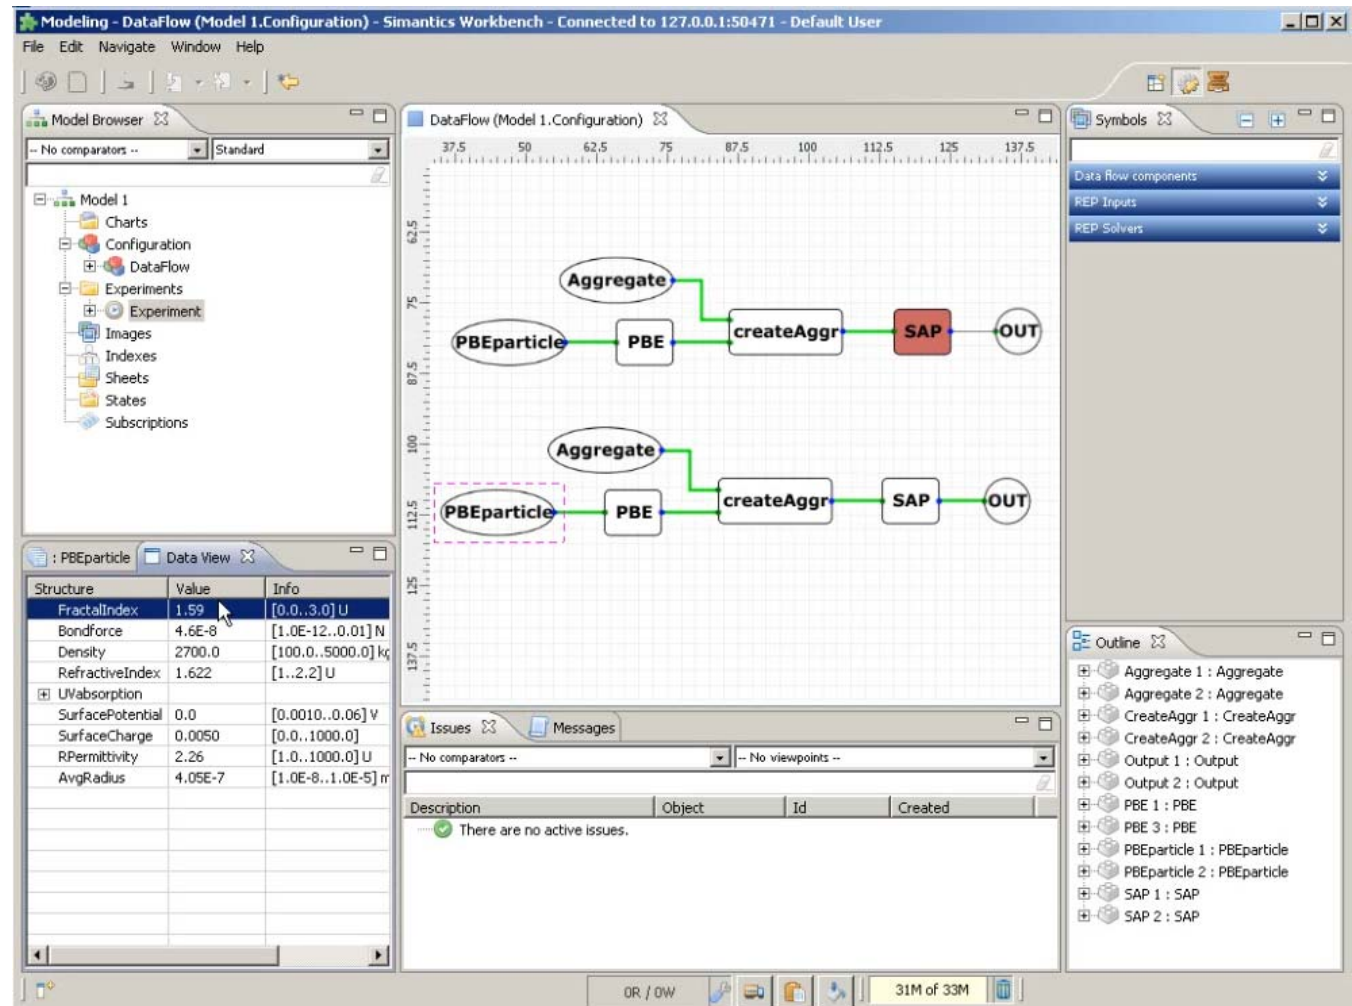 Modeling - DataFlow (Model 1.Configuration) - Simantics Workbench - Connected to 127.0.0.1:50471 - Default User
File Edit Navigate Window Help
Model Browser
-- No comparators -- Standard
Model 1
Charts
Configuration
DataFlow
Experiments
Experiment
Images
Indexes
Sheets
States
Subscriptions
: PBEparticle Data View
Structure Value Info
FractalIndex 1.59 [0.0..3.0] U
Bondforce 4.6E-8 [1.0E-12..0.01] N
Density 2700.0 [100.0..5000.0]
RefractiveIndex 1.622 [1..2.2] U
UVabsorption
SurfacePotential 0.0 [0.0010..0.06] V
SurfaceCharge 0.0050 [0.0..1000.0]
RPermittivity 2.26 [1.0..1000.0] U
AvgRadius 4.05E-7 [1.0E-8..1.0E-5] m
DataFlow (Model 1.Configuration)
37.5 50 62.5 75 87.5 100 112.5 125 137.5
62.5
75
87.5
100
112.5
125
137.5
Aggregate
PBEparticle PBE createAggr SAP OUT
Aggregate
PBEparticle PBE createAggr SAP OUT
Issues Messages
-- No comparators -- -- No viewpoints --
Description Object Id Created
There are no active issues.
Symbols
Data flow components
REP Inputs
REP Solvers
Outline
Aggregate 1 : Aggregate
Aggregate 2 : Aggregate
CreateAggr 1 : CreateAggr
CreateAggr 2 : CreateAggr
Output 1 : Output
Output 2 : Output
PBE 1 : PBE
PBE 3 : PBE
PBEparticle 1 : PBEparticle
PBEparticle 2 : PBEparticle
SAP 1 : SAP
SAP 2 : SAP
0R / 0W 31M of 33M